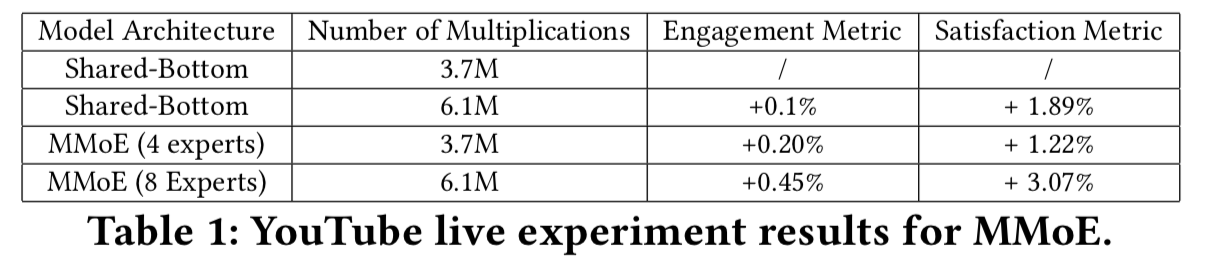 Model Architecture Number of Multiplications Engagement Metric Satisfaction Metric
Shared-Bottom 3.7M / /
Shared-Bottom 6.1M +0.1% + 1.89%
MMoE (4 experts) 3.7M +0.20% + 1.22%
MMoE (8 Experts) 6.1M +0.45% + 3.07%
Table 1: YouTube live experiment results for MMoE.